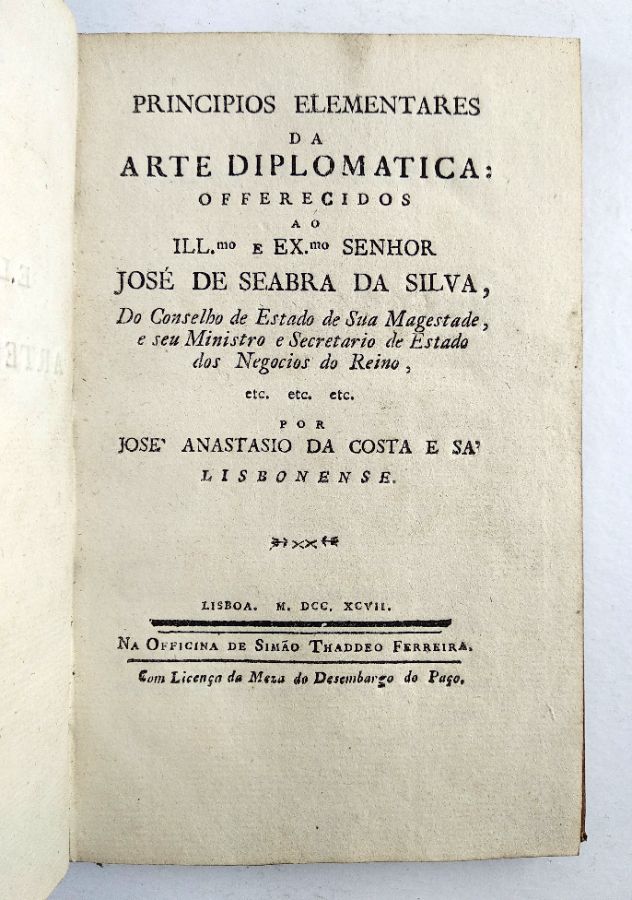 PRINCIPIOS ELEMENTARES
DA
ARTE DIPLOMATICA:
OFFERECIDOS
AO
ILL.mo E EX.mo SENHOR
JOSÉ DE SEABRA DA SILVA,
Do Conselho de Estado de Sua Magestade,
e seu Ministro e Secretario de Estado
dos Negocios do Reino,
etc. etc. etc.
POR
JOSE' ANASTASIO DA COSTA E SA'
LISBONENSE.
LISBOA. M. DCC. XCVII.
NA OFFICINA DE SIMÃO THADDEO FERREIRA.
Com Licença da Meza do Desembargo do Paço.